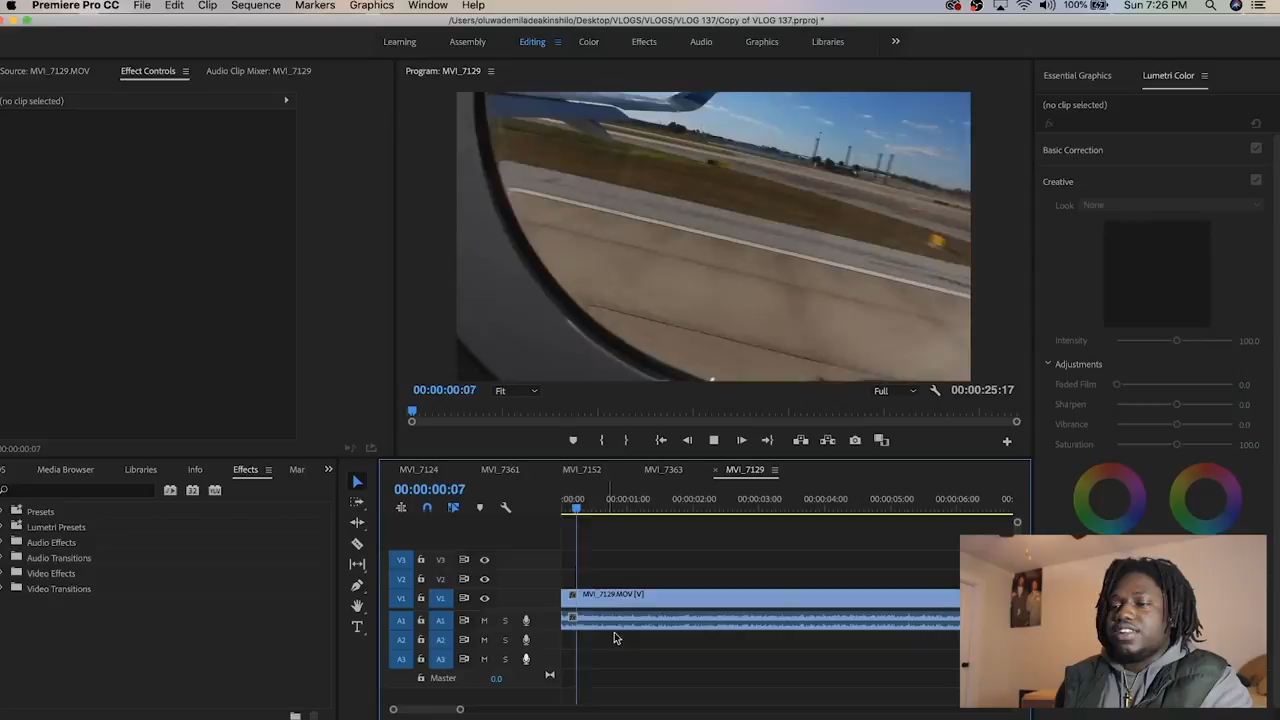 Premiere Pro CC File Edit Clip Sequence Markers Graphics Window Help 100% Sun 7:26 PM
/Users/oluwademiladeakinshilo/Desktop/VLOGS/VLOGS/VLOG 137/Copy of VLOG 137.prproj *
Learning Assembly Editing Color Effects Audio Graphics Libraries
Source: MVI_7129.MOV Effect Controls Audio Clip Mixer: MVI_7129 Program: MVI_7129 Essential Graphics Lumetri Color
(no clip selected) (no clip selected)
fx
Basic Correction
Creative
Look None
Intensity 100.0
Adjustments
Faded Film 0.0
Sharpen 0.0
Vibrance 0.0
Saturation 100.0
00:00:00:07 Fit Full 00:00:25:17
00:00:00:07
S Media Browser Libraries Info Effects Mar
MVI_7124 MVI_7361 MVI_7152 MVI_7363 × MVI_7129
00:00:00:07
:00:00 00:00:01:00 00:00:02:00 00:00:03:00 00:00:04:00 00:00:05:00 00:00:06:00 00:
Presets
Lumetri Presets
Audio Effects
Audio Transitions
Video Effects
Video Transitions
V3 V3
V2 V2
V1 V1 fx MVI_7129.MOV [V]
A1 A1 M S
A2 A2 M S
A3 A3 M S
Master 0.0